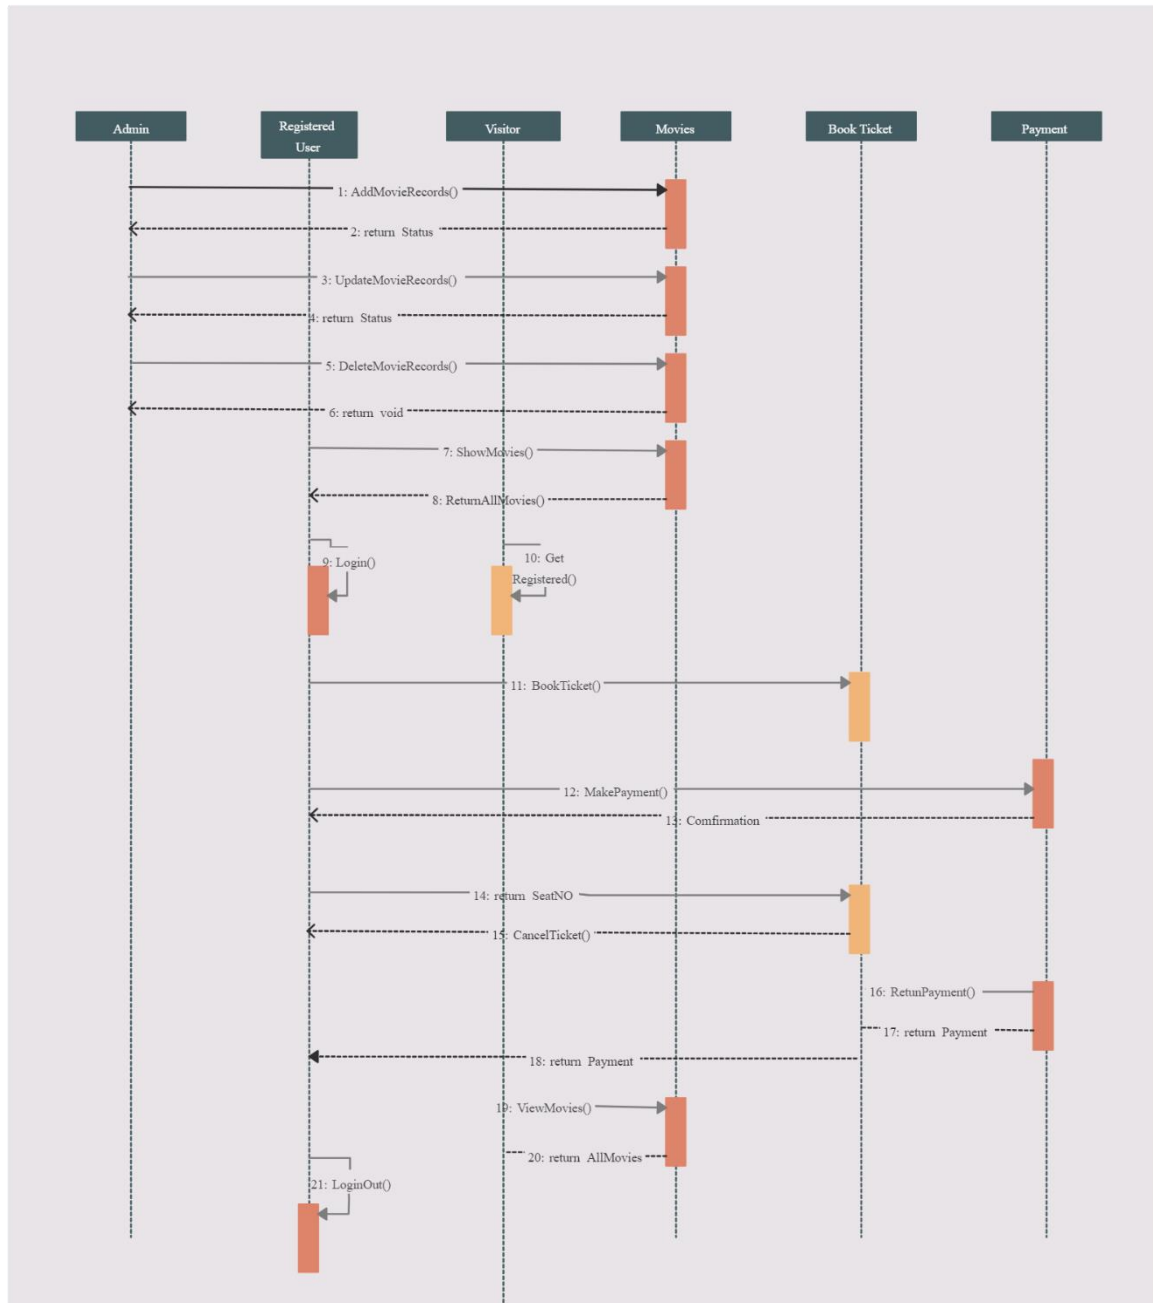 Admin
Registered
User
Visitor
Movies
Book Ticket
Payment
1: AddMovieRecords()
2: return Status
3: UpdateMovieRecords()
4: return Status
5: DeleteMovieRecords()
6: return void
7: ShowMovies()
8: ReturnAllMovies()
9: Login()
10: Get
Registered()
11: BookTicket()
12: MakePayment()
13: Comfirmation
14: return SeatNO
15: CancelTicket()
16: RetunPayment()
17: return Payment
18: return Payment
19: ViewMovies()
20: return AllMovies
21: LoginOut()